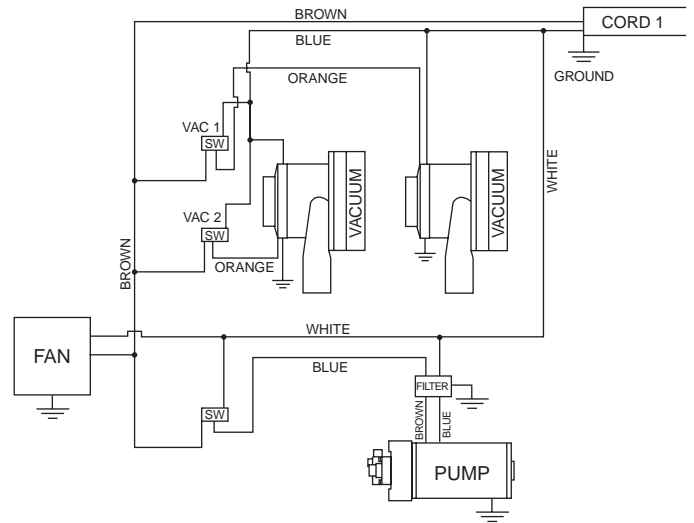 BROWN
CORD 1
BLUE
GROUND
ORANGE
VAC 1
SW
WHITE
VACUUM
VACUUM
VAC 2
SW
ORANGE
BROWN
WHITE
FAN
BLUE
FILTER
SW
BROWN
BLUE
PUMP